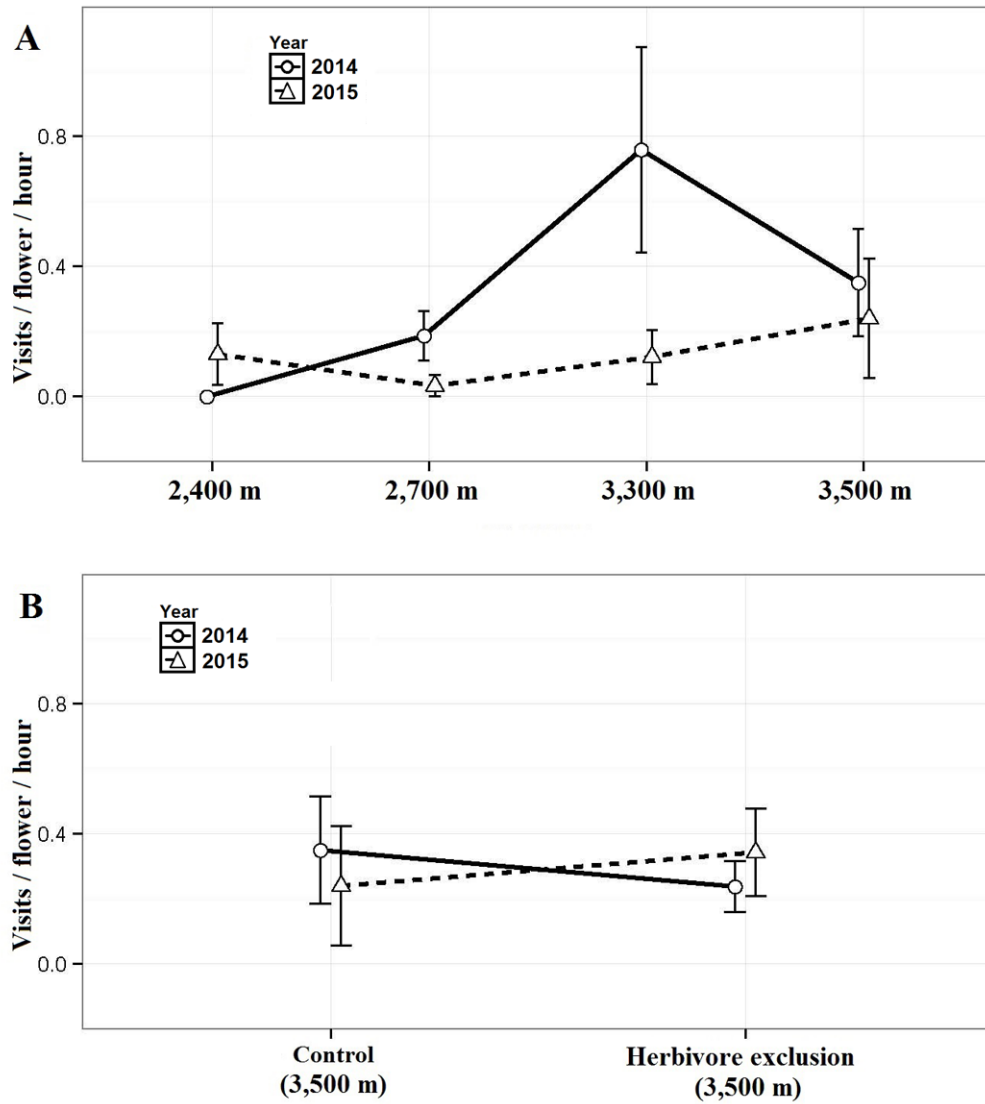 A
Year
2014
2015
Visits / flower / hour
0.8
0.4
0.0
2,400 m
2,700 m
3,300 m
3,500 m
B
Year
2014
2015
Visits / flower / hour
0.8
0.4
0.0
Control
(3,500 m)
Herbivore exclusion
(3,500 m)